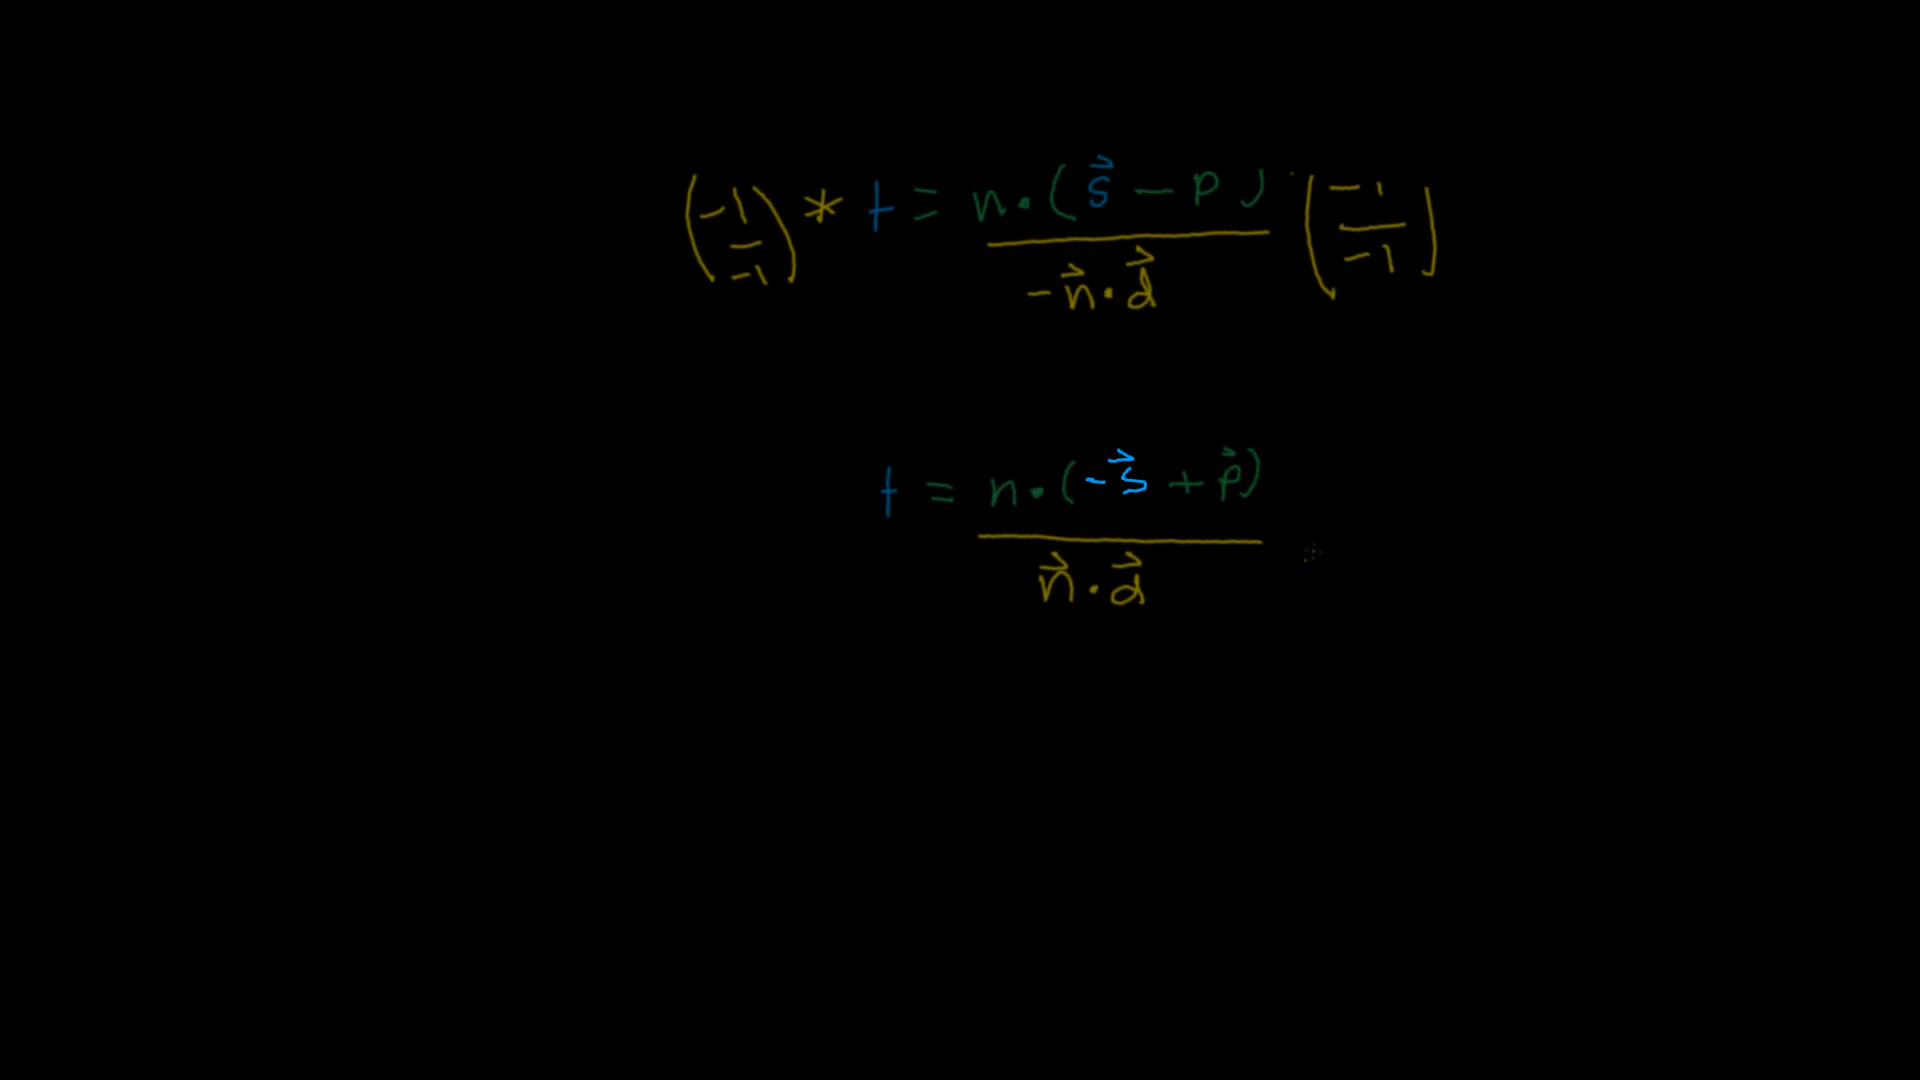 (-1/-1) * t = n · (s⃗ - p) / -n⃗ · d⃗ (-1/-1)
t = n · (-s⃗ + p⃗) / n⃗ · d⃗